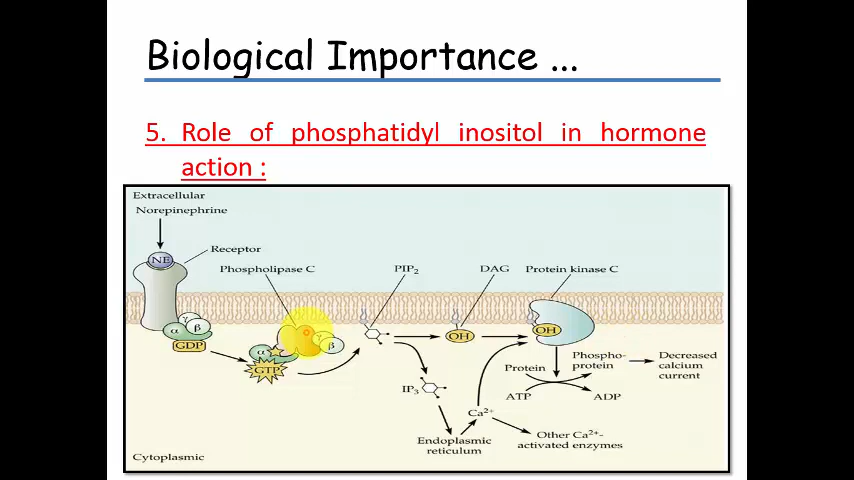 Biological Importance ...
5. Role of phosphatidyl inositol in hormone
action :
Extracellular
Norepinephrine
NE
Receptor
Phospholipase C
PIP₂
DAG
Protein kinase C
γ
α
β
GDP
α
γ
β
GTP
OH
OH
IP₃
Endoplasmic
reticulum
Ca²⁺
Other Ca²⁺-
activated enzymes
Protein
ATP
ADP
Phospho-
protein
Decreased
calcium
current
Cytoplasmic